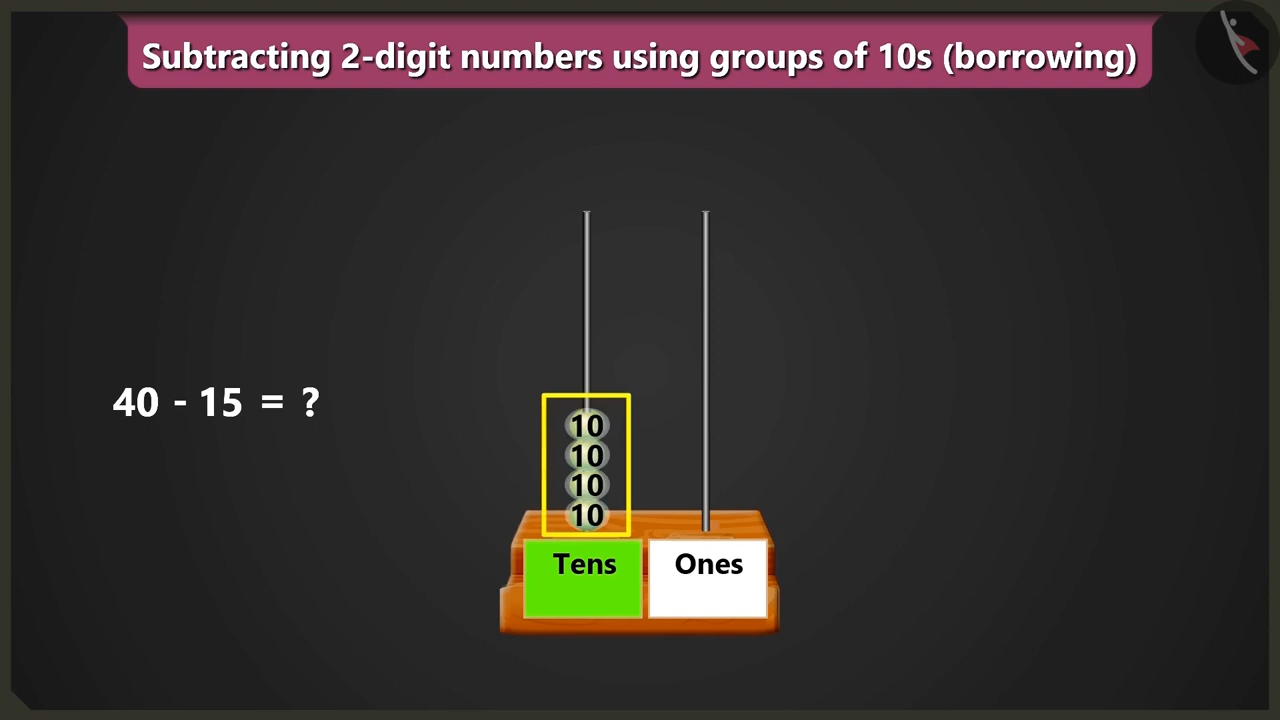 Subtracting 2-digit numbers using groups of 10s (borrowing)
40 - 15 = ?
10
10
10
10
Tens
Ones